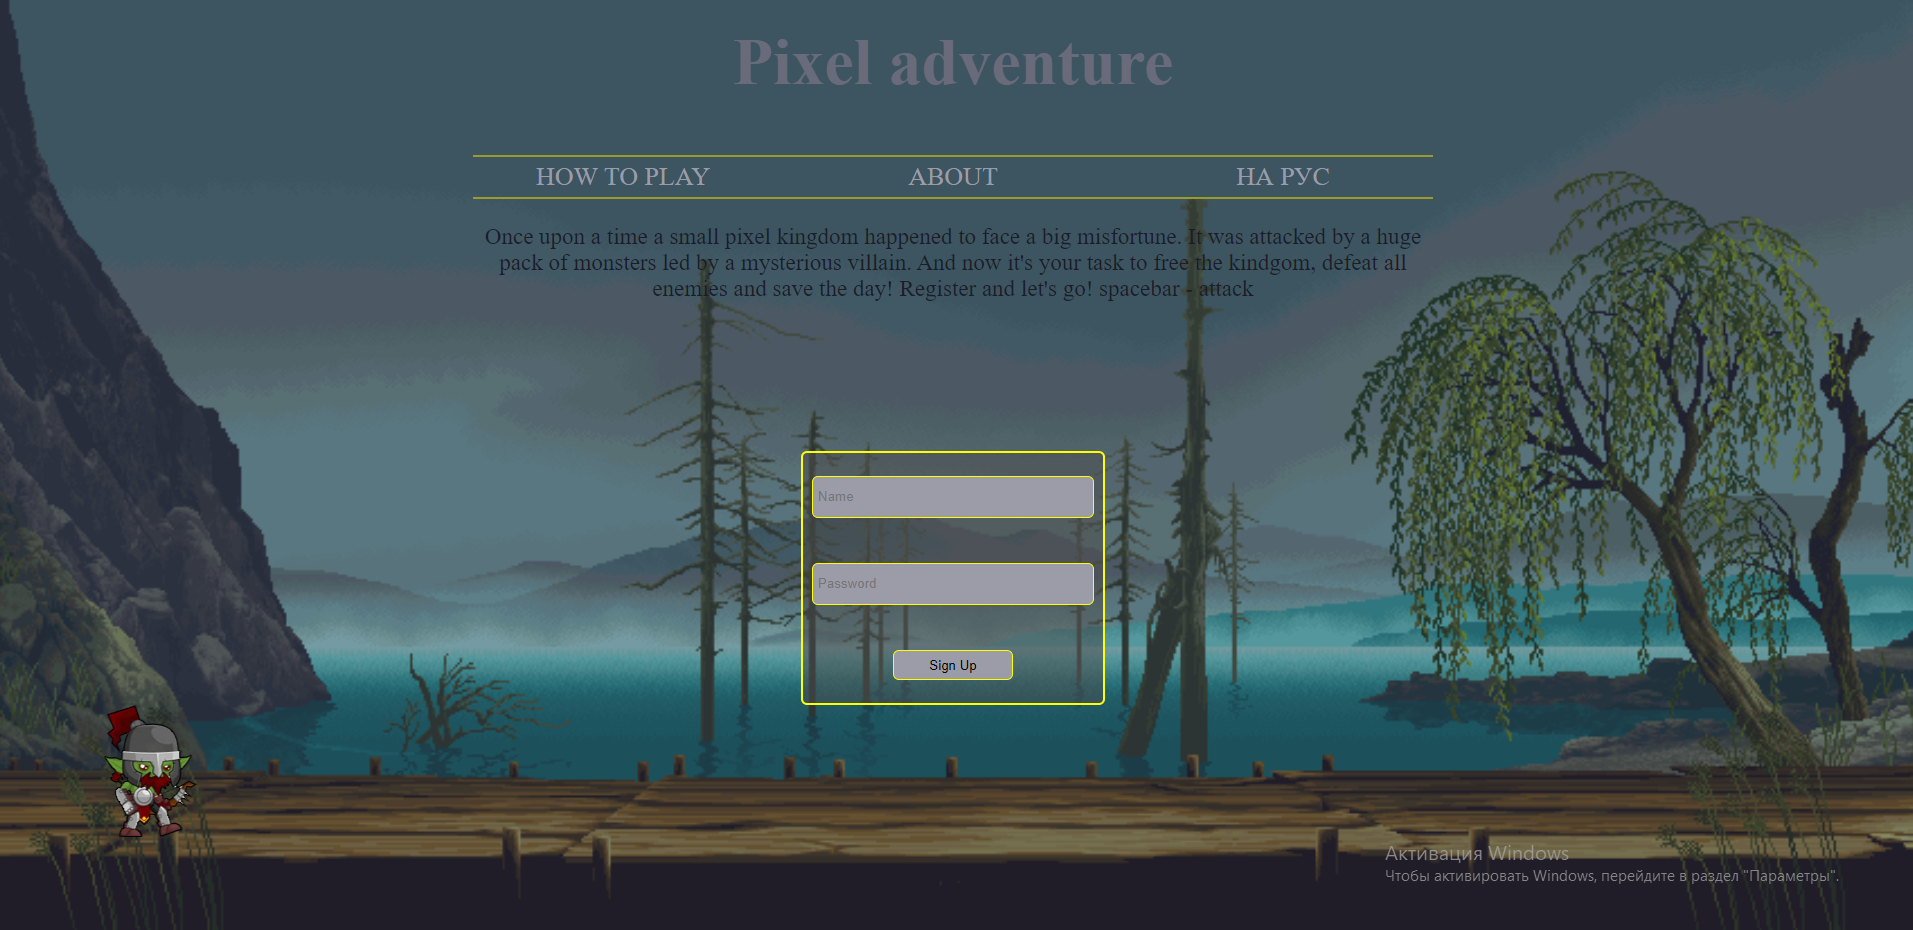 Pixel adventure
HOW TO PLAY ABOUT НА РУС
Once upon a time a small pixel kingdom happened to face a big misfortune. It was attacked by a huge
pack of monsters led by a mysterious villain. And now it's your task to free the kindgom, defeat all
enemies and save the day! Register and let's go! spacebar - attack
Name
Password
Sign Up
Активация Windows
Чтобы активировать Windows, перейдите в раздел "Параметры".